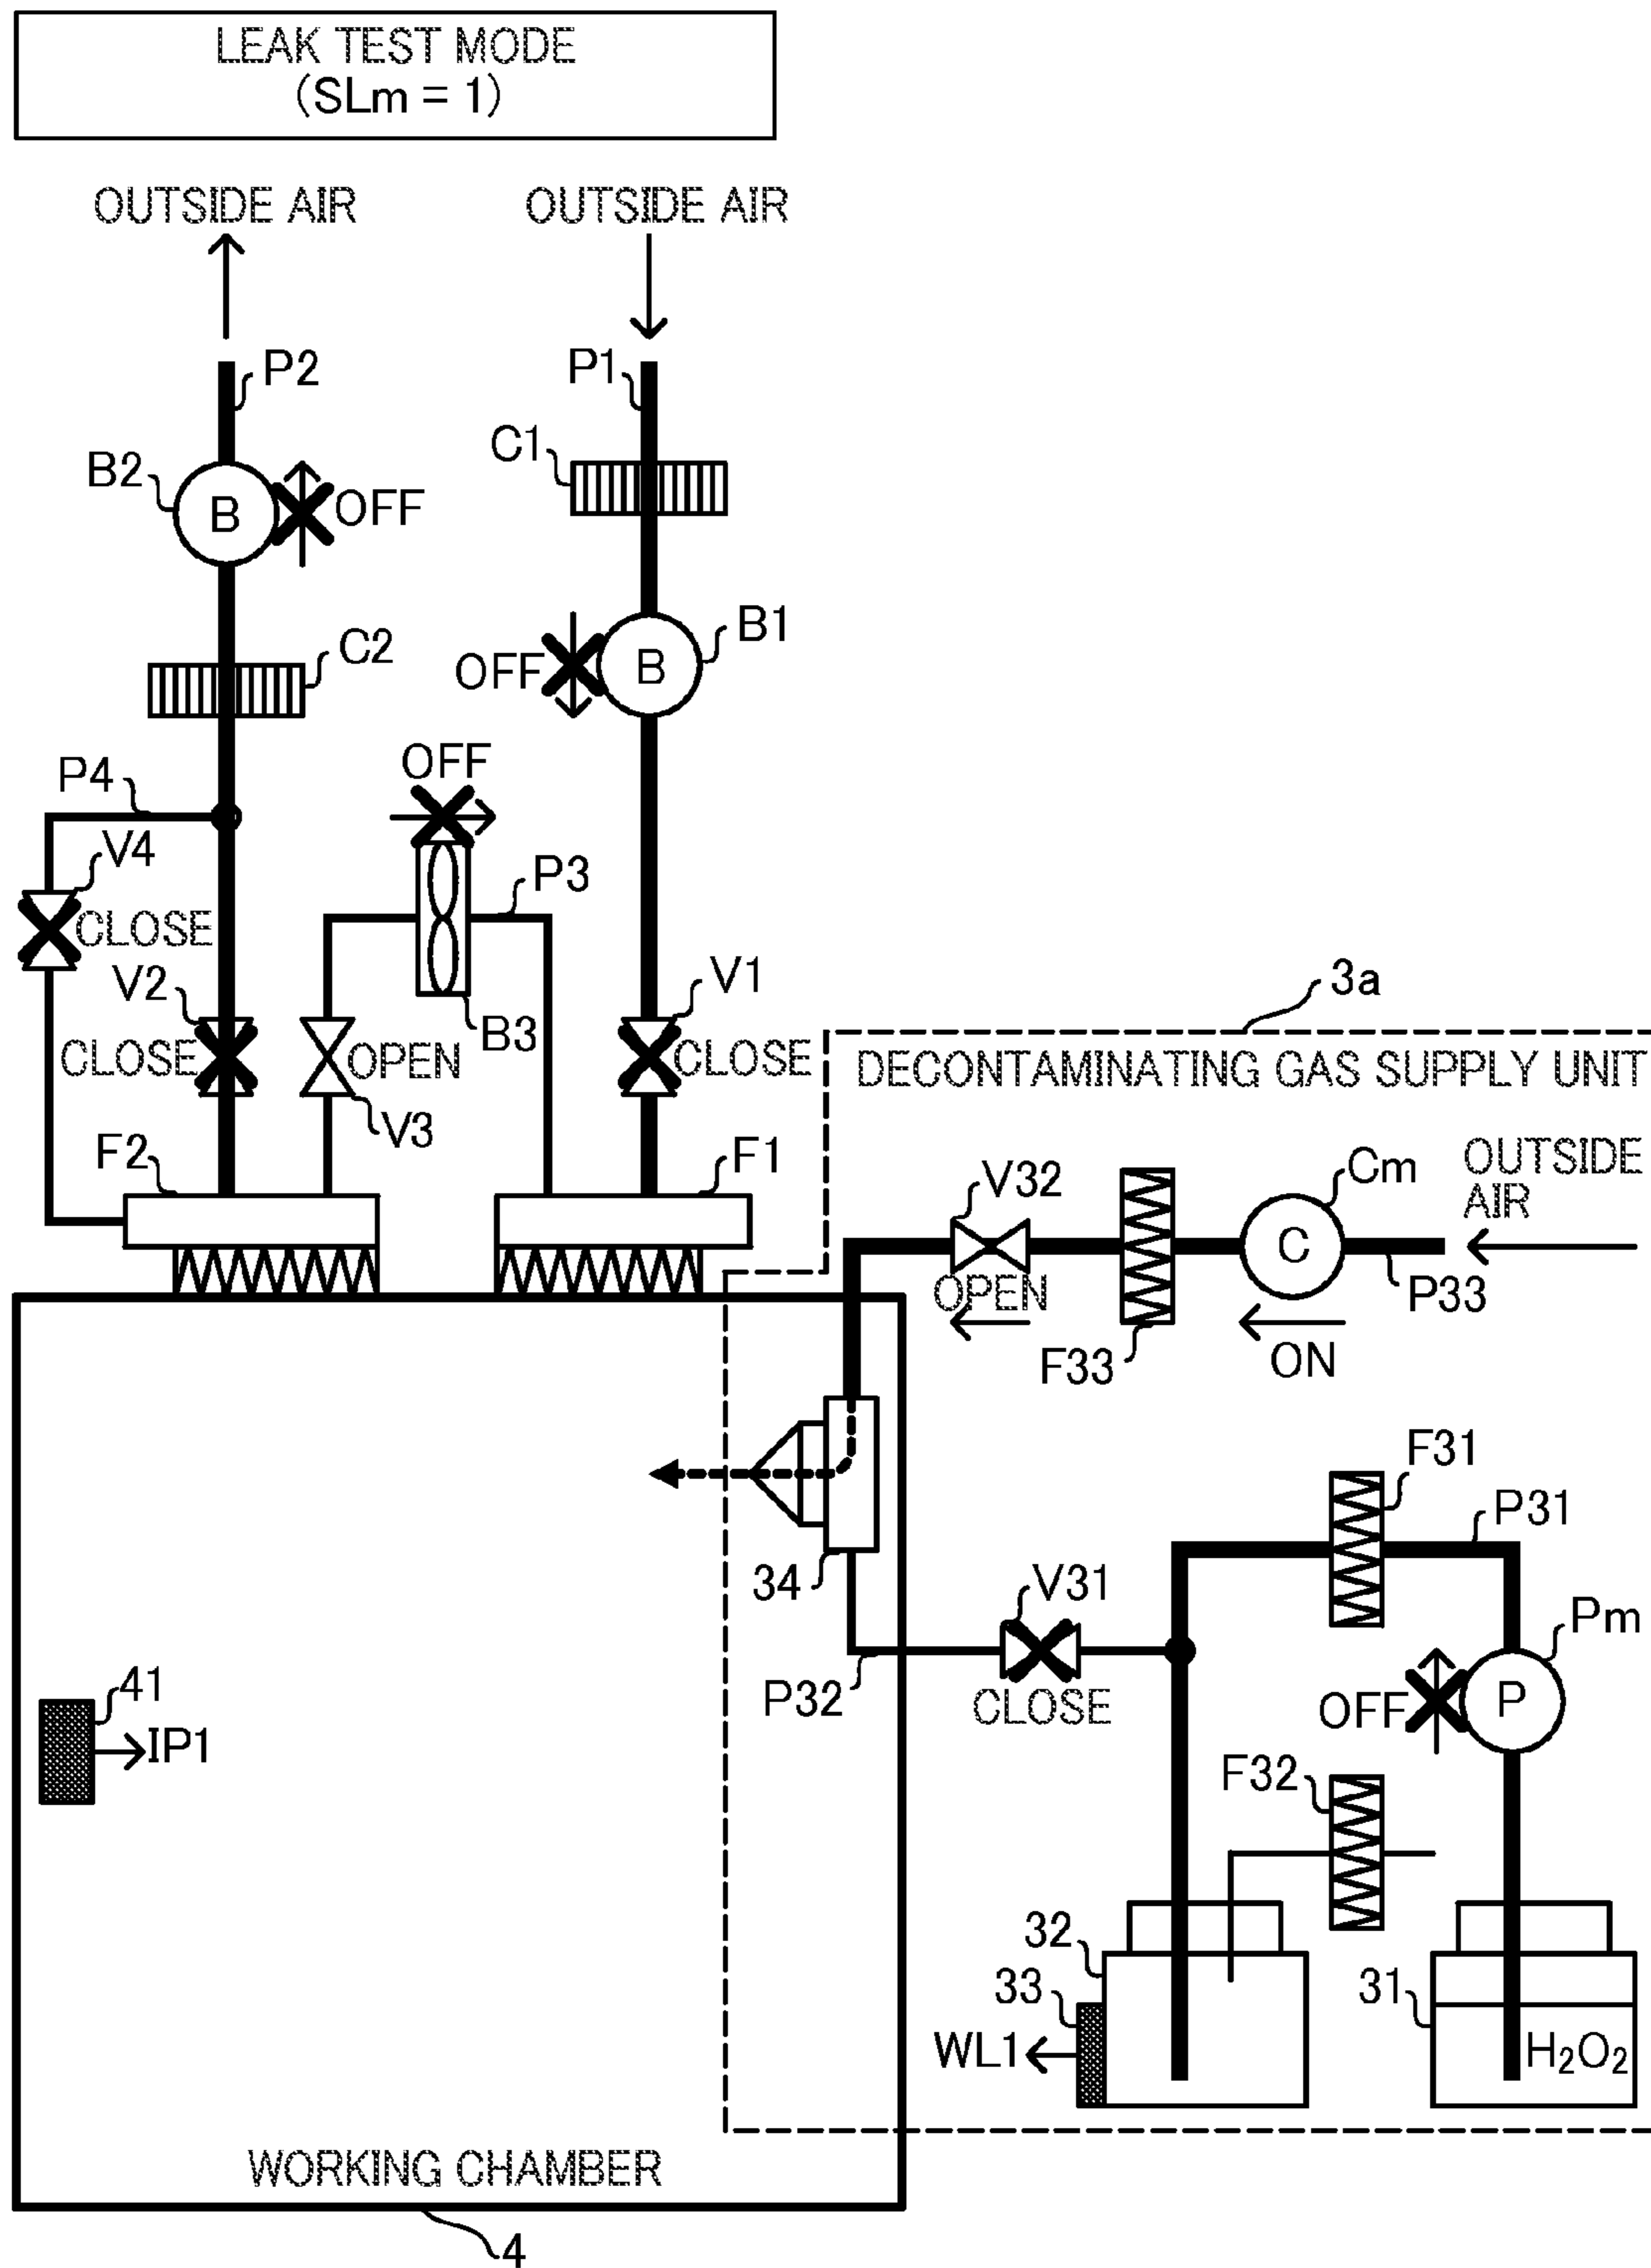 LEAK TEST MODE
(SLm = 1)
OUTSIDE AIR
OUTSIDE AIR
P2
P1
C1
B2
B
OFF
B1
C2
OFF
B
OFF
P4
V4
P3
CLOSE
V2
V1
3a
B3
CLOSE
OPEN
CLOSE
DECONTAMINATING GAS SUPPLY UNIT
V3
F2
F1
V32
Cm
OUTSIDE
AIR
C
OPEN
P33
F33
ON
F31
P31
34
V31
Pm
41
P32
CLOSE
OFF
P
IP1
F32
32
33
31
WL1
H₂O₂
WORKING CHAMBER
4